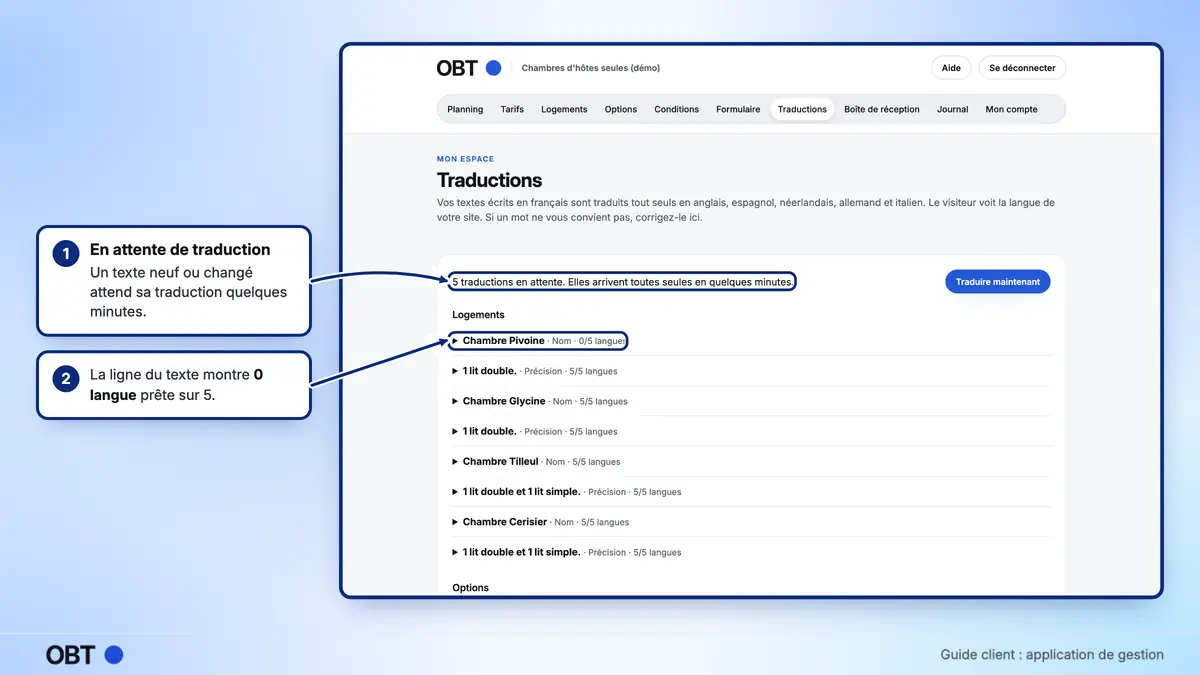 OBT
Chambres d'hôtes seules (démo)
Aide
Se déconnecter
Planning
Tarifs
Logements
Options
Conditions
Formulaire
Traductions
Boîte de réception
Journal
Mon compte
MON ESPACE
Traductions
Vos textes écrits en français sont traduits tout seuls en anglais, espagnol, néerlandais, allemand et italien. Le visiteur voit la langue de
votre site. Si un mot ne vous convient pas, corrigez-le ici.
1
En attente de traduction
Un texte neuf ou changé
attend sa traduction quelques
minutes.
2
La ligne du texte montre 0
langue prête sur 5.
5 traductions en attente. Elles arrivent toutes seules en quelques minutes.
Traduire maintenant
Logements
Chambre Pivoine · Nom · 0/5 langues
1 lit double. · Précision · 5/5 langues
Chambre Glycine · Nom · 5/5 langues
1 lit double. · Précision · 5/5 langues
Chambre Tilleul · Nom · 5/5 langues
1 lit double et 1 lit simple. · Précision · 5/5 langues
Chambre Cerisier · Nom · 5/5 langues
1 lit double et 1 lit simple. · Précision · 5/5 langues
Options
OBT
Guide client : application de gestion